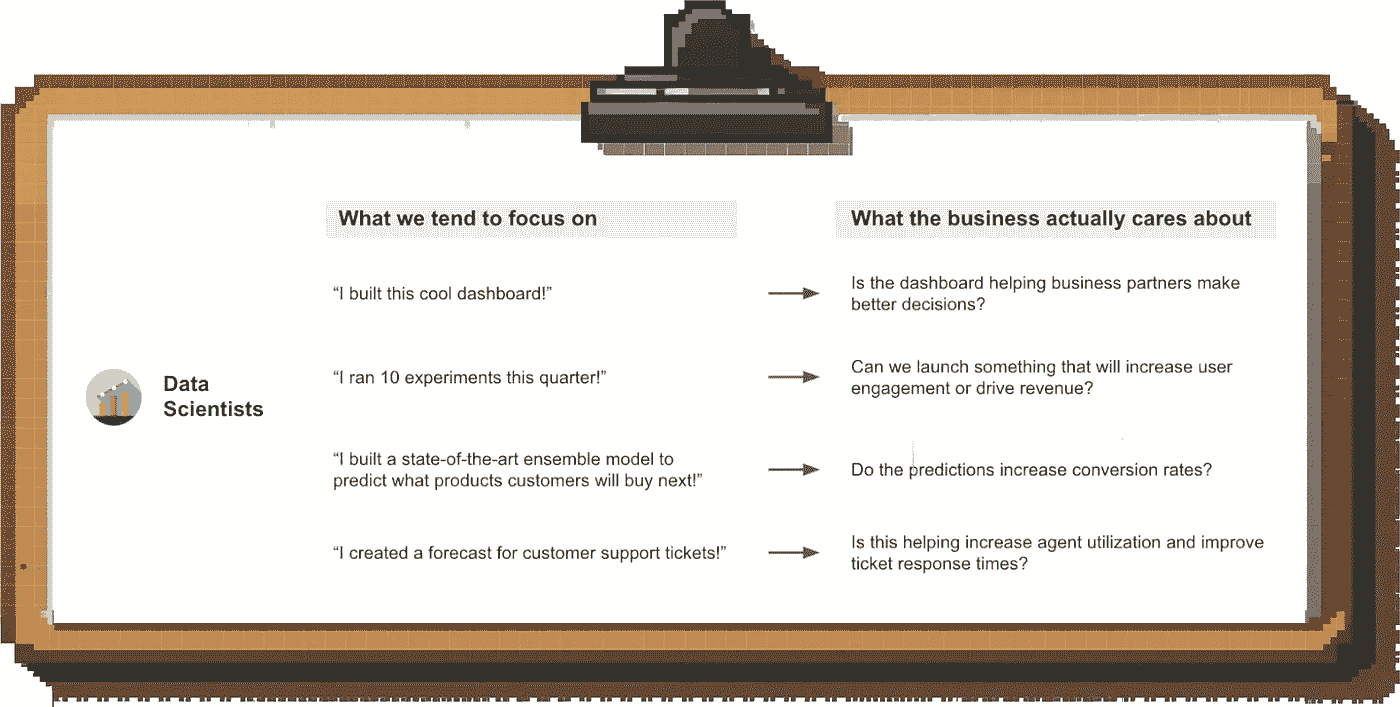 What we tend to focus on
What the business actually cares about
“I built this cool dashboard!”
Is the dashboard helping business partners make
better decisions?
Data
Scientists
“I ran 10 experiments this quarter!”
Can we launch something that will increase user
engagement or drive revenue?
“I built a state-of-the-art ensemble model to
predict what products customers will buy next!”
Do the predictions increase conversion rates?
“I created a forecast for customer support tickets!”
Is this helping increase agent utilization and improve
ticket response times?